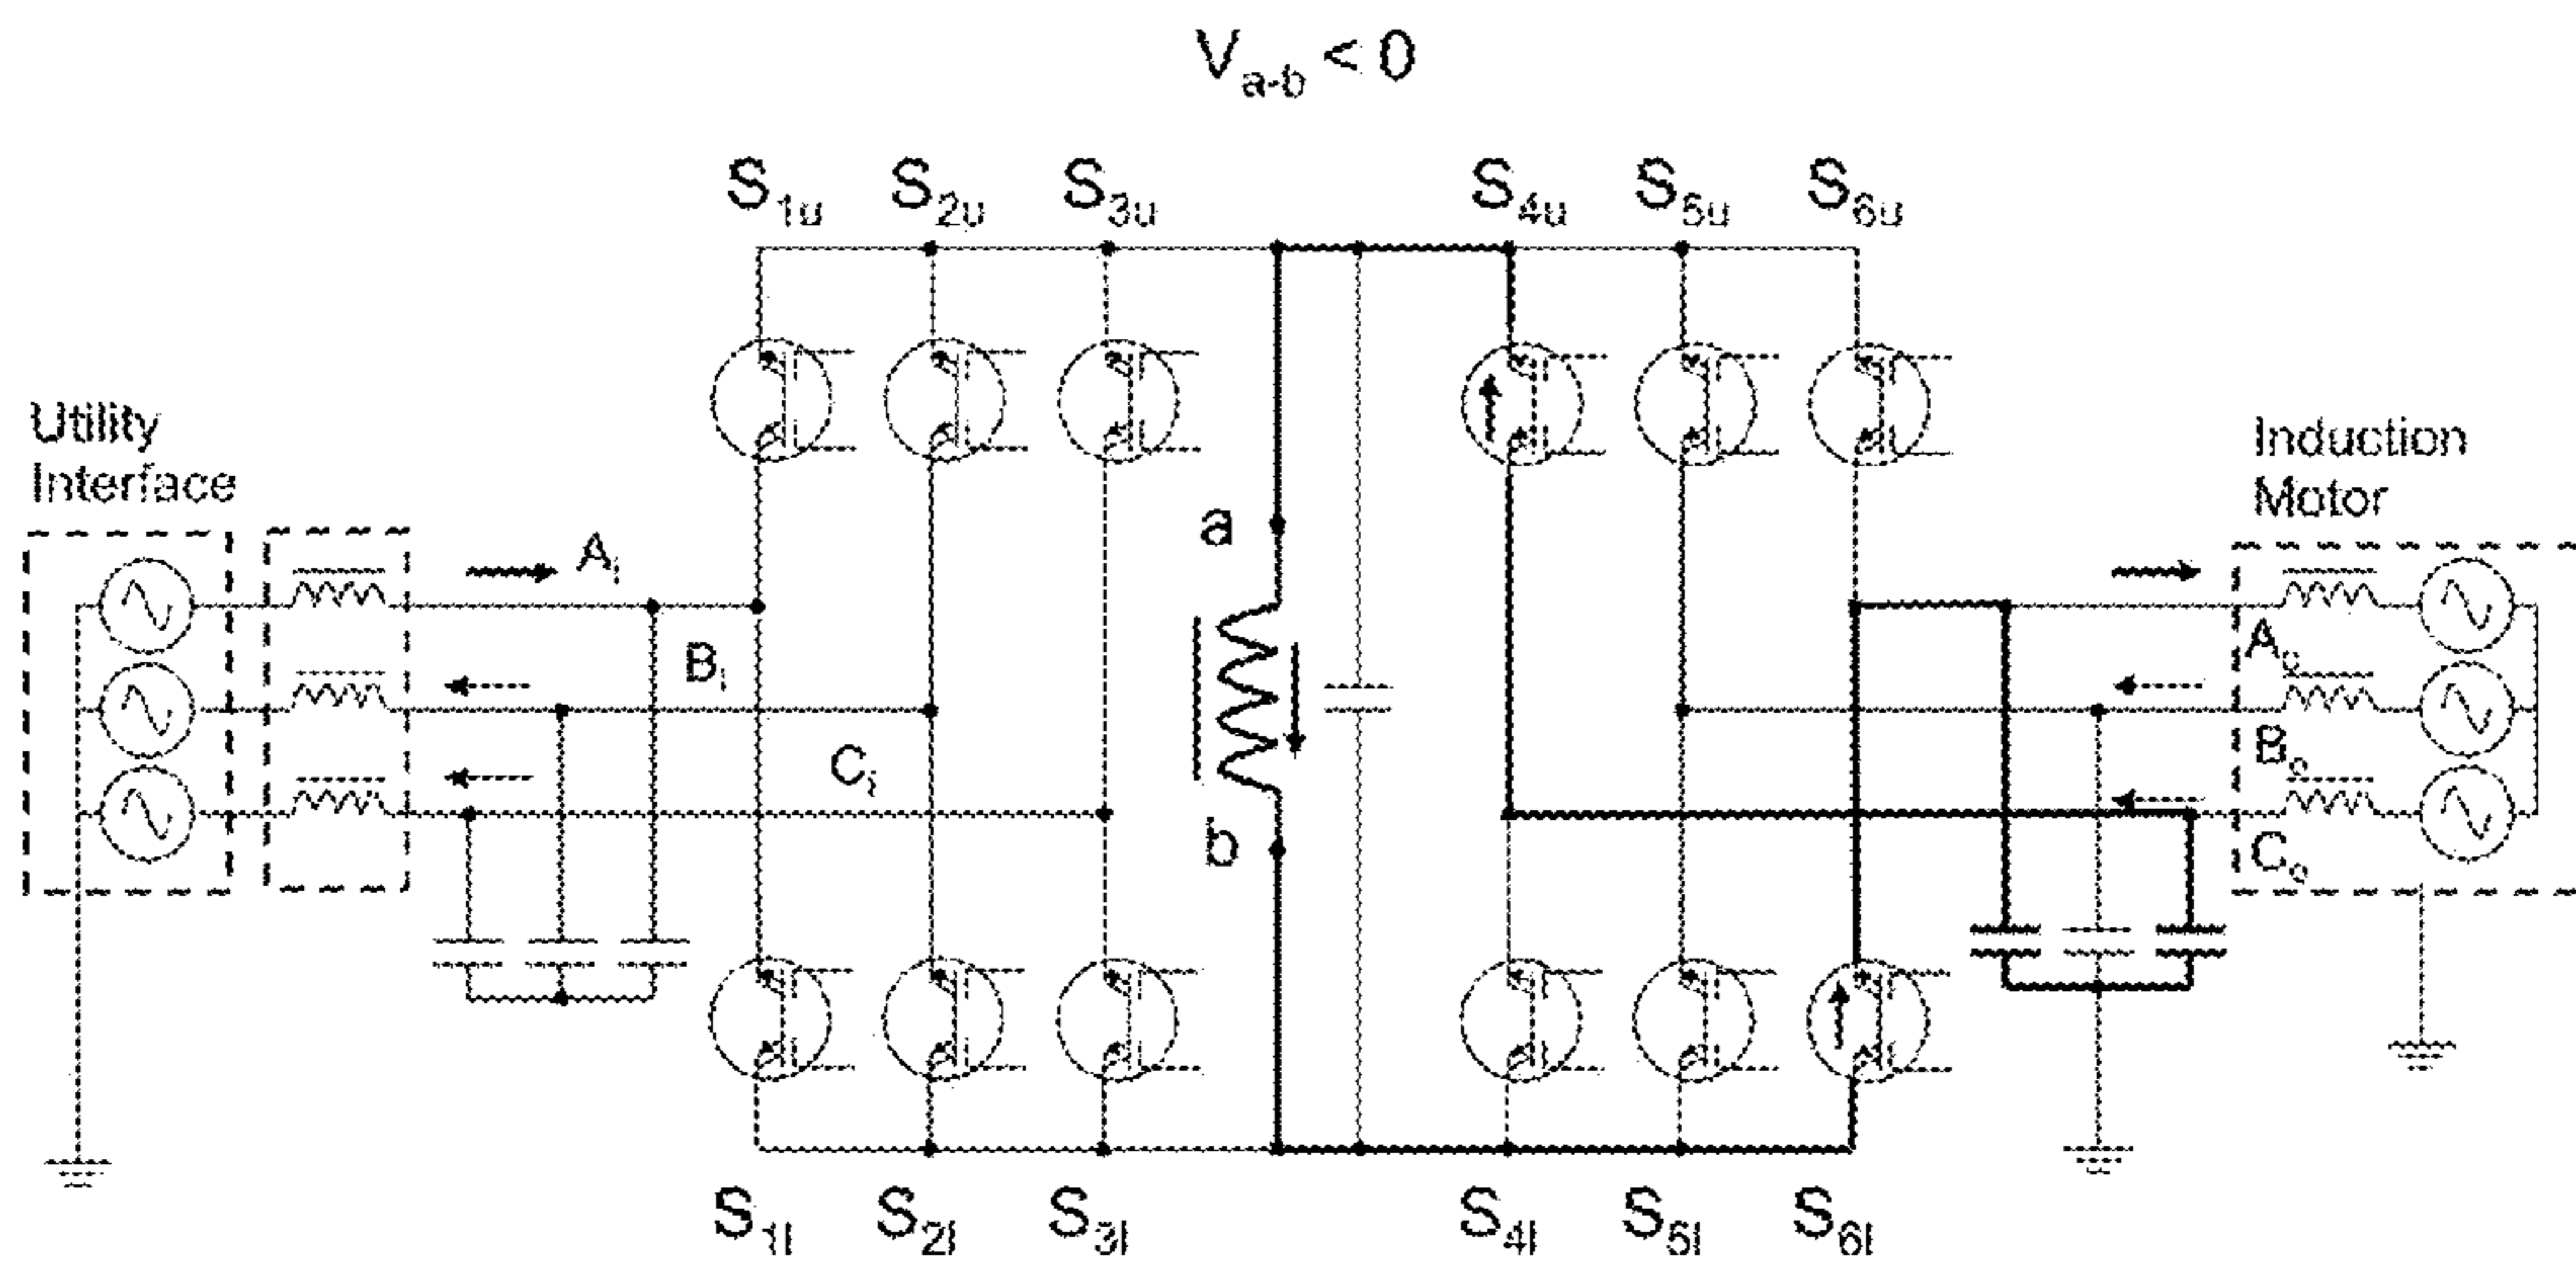 V_a-b < 0
S_1u S_2u S_3u S_4u S_5u S_6u
Utility
Interface
Induction
Motor
A_i
B_i
C_i
a
b
A_o
B_o
C_o
S_1l S_2l S_3l S_4l S_5l S_6l